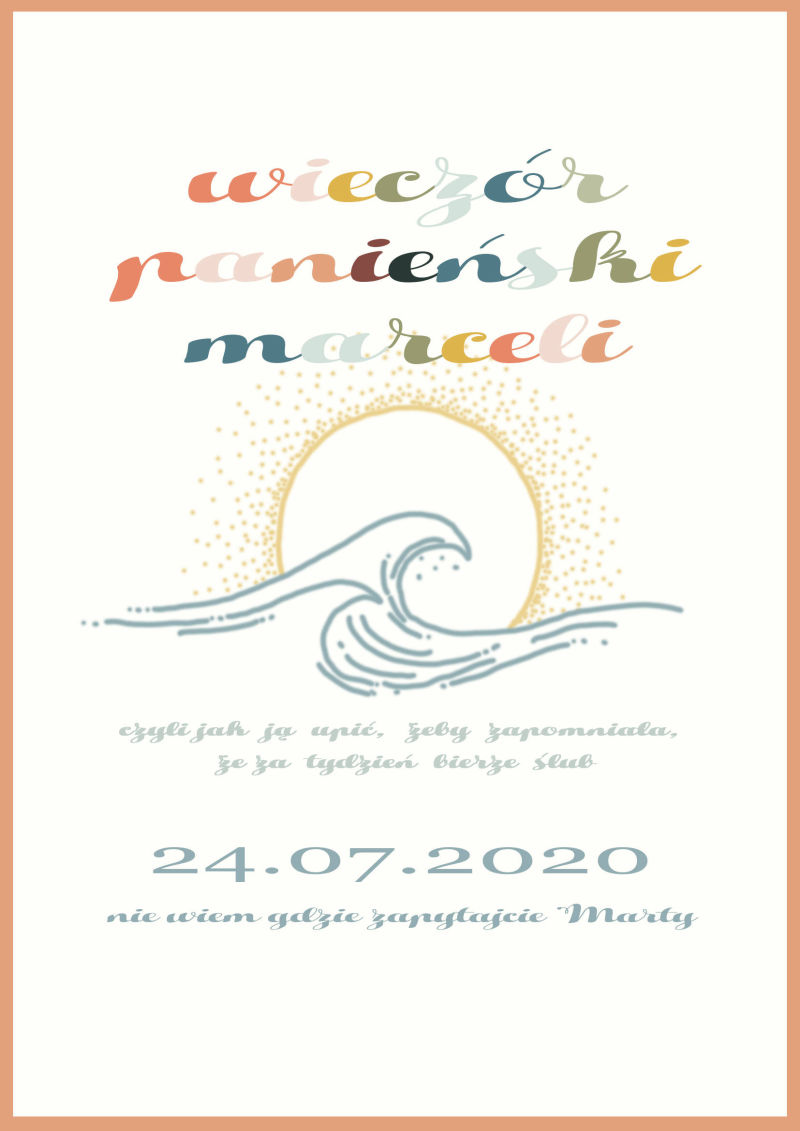 wieczór
panieński
marceli
czyli jak ją upić, żeby zapomniała,
że za tydzień bierze ślub
24.07.2020
nie wiem gdzie zapytajcie Marty